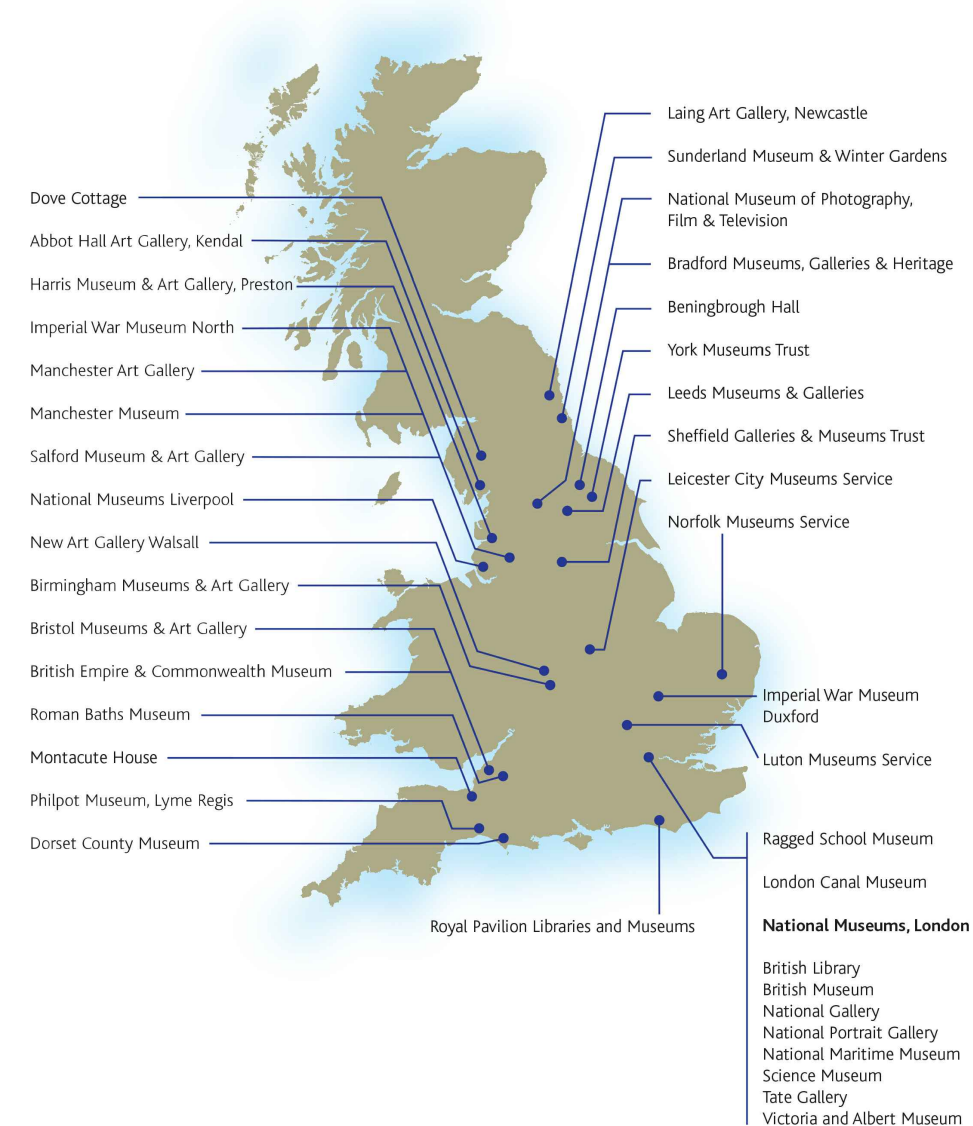 Dove Cottage
Abbot Hall Art Gallery, Kendal
Harris Museum & Art Gallery, Preston
Imperial War Museum North
Manchester Art Gallery
Manchester Museum
Salford Museum & Art Gallery
National Museums Liverpool
New Art Gallery Walsall
Birmingham Museums & Art Gallery
Bristol Museums & Art Gallery
British Empire & Commonwealth Museum
Roman Baths Museum
Montacute House
Philpot Museum, Lyme Regis
Dorset County Museum
Laing Art Gallery, Newcastle
Sunderland Museum & Winter Gardens
National Museum of Photography,
Film & Television
Bradford Museums, Galleries & Heritage
Beningbrough Hall
York Museums Trust
Leeds Museums & Galleries
Sheffield Galleries & Museums Trust
Leicester City Museums Service
Norfolk Museums Service
Imperial War Museum
Duxford
Luton Museums Service
Royal Pavilion Libraries and Museums
Ragged School Museum
London Canal Museum
National Museums, London
British Library
British Museum
National Gallery
National Portrait Gallery
National Maritime Museum
Science Museum
Tate Gallery
Victoria and Albert Museum